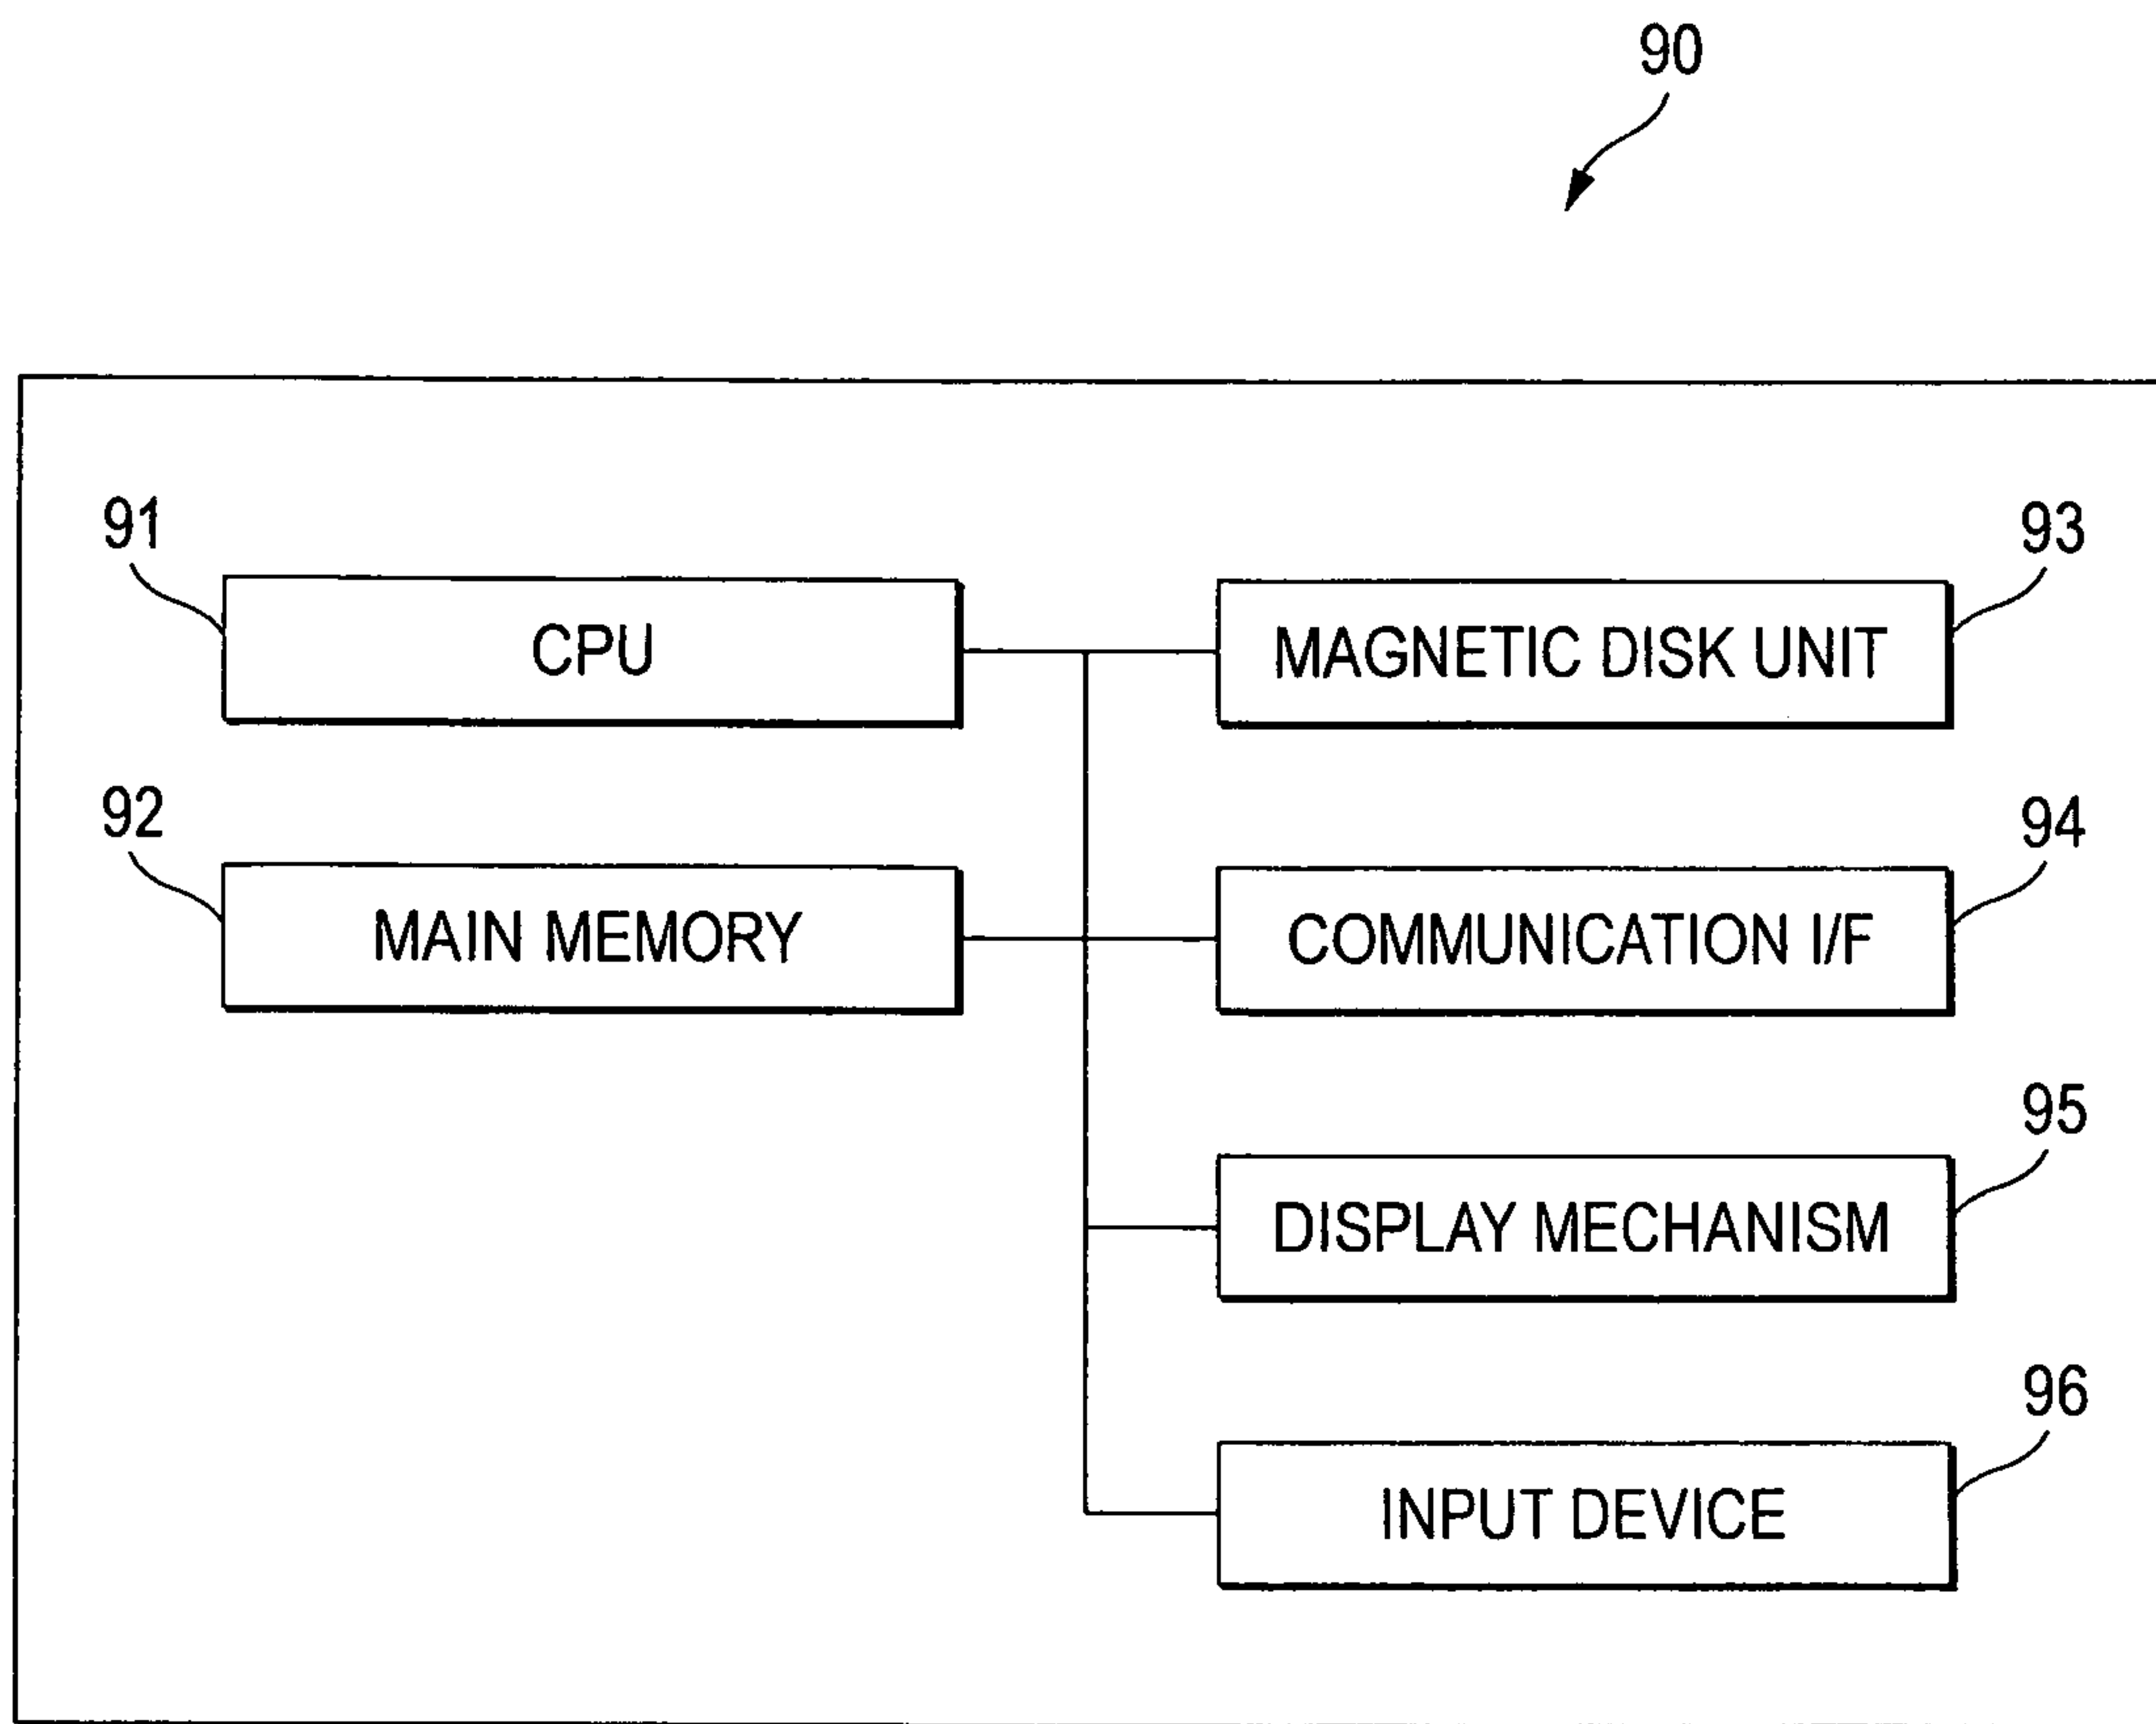 90
91
CPU
93
MAGNETIC DISK UNIT
92
MAIN MEMORY
94
COMMUNICATION I/F
95
DISPLAY MECHANISM
96
INPUT DEVICE